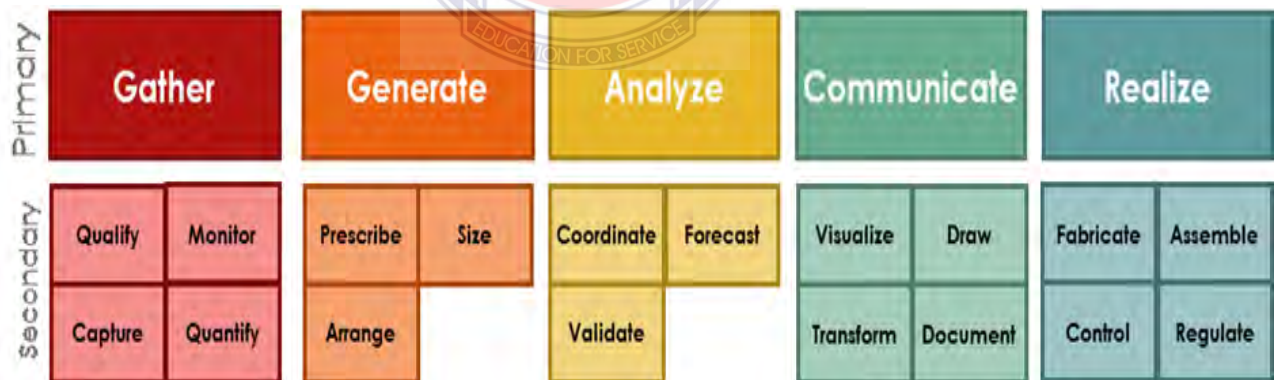 EDUCATION FOR SERVICE
Primary
Gather
Generate
Analyze
Communicate
Realize
Secondary
Qualify Monitor
Capture Quantify
Prescribe Size
Arrange
Coordinate Forecast
Validate
Visualize Draw
Transform Document
Fabricate Assemble
Control Regulate